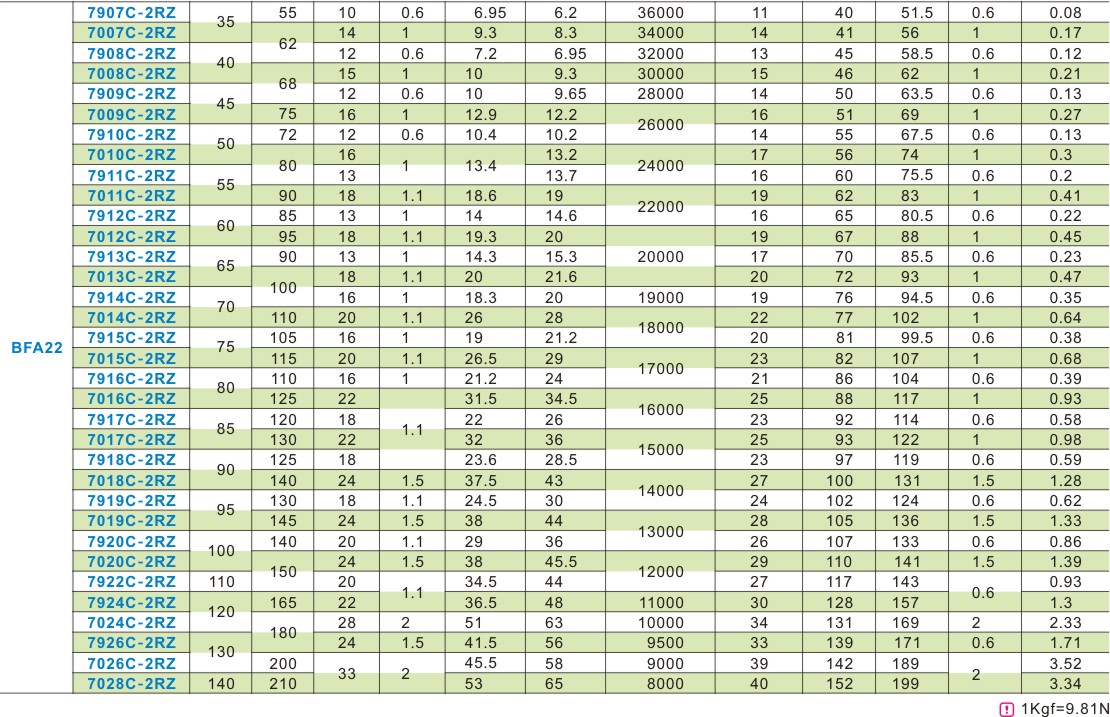 7907C-2RZ 35 55 10 0.6 6.95 6.2 36000 11 40 51.5 0.6 0.08
7007C-2RZ 62 14 1 9.3 8.3 34000 14 41 56 1 0.17
7908C-2RZ 40 12 0.6 7.2 6.95 32000 13 45 58.5 0.6 0.12
7008C-2RZ 68 15 1 10 9.3 30000 15 46 62 1 0.21
7909C-2RZ 45 12 0.6 10 9.65 28000 14 50 63.5 0.6 0.13
7009C-2RZ 75 16 1 12.9 12.2 26000 16 51 69 1 0.27
7910C-2RZ 50 72 12 0.6 10.4 10.2 14 55 67.5 0.6 0.13
7010C-2RZ 80 16 1 13.4 13.2 24000 17 56 74 1 0.3
7911C-2RZ 55 13 13.7 16 60 75.5 0.6 0.2
7011C-2RZ 90 18 1.1 18.6 19 22000 19 62 83 1 0.41
7912C-2RZ 60 85 13 1 14 14.6 16 65 80.5 0.6 0.22
7012C-2RZ 95 18 1.1 19.3 20 19 67 88 1 0.45
7913C-2RZ 65 90 13 1 14.3 15.3 20000 17 70 85.5 0.6 0.23
7013C-2RZ 100 18 1.1 20 21.6 20 72 93 1 0.47
7914C-2RZ 70 16 1 18.3 20 19000 19 76 94.5 0.6 0.35
7014C-2RZ 110 20 1.1 26 28 18000 22 77 102 1 0.64
7915C-2RZ 75 105 16 1 19 21.2 20 81 99.5 0.6 0.38
BFA22
7015C-2RZ 115 20 1.1 26.5 29 17000 23 82 107 1 0.68
7916C-2RZ 80 110 16 1 21.2 24 21 86 104 0.6 0.39
7016C-2RZ 125 22 31.5 34.5 16000 25 88 117 1 0.93
7917C-2RZ 85 120 18 1.1 22 26 23 92 114 0.6 0.58
7017C-2RZ 130 22 32 36 15000 25 93 122 1 0.98
7918C-2RZ 90 125 18 23.6 28.5 23 97 119 0.6 0.59
7018C-2RZ 140 24 1.5 37.5 43 14000 27 100 131 1.5 1.28
7919C-2RZ 95 130 18 1.1 24.5 30 24 102 124 0.6 0.62
7019C-2RZ 145 24 1.5 38 44 13000 28 105 136 1.5 1.33
7920C-2RZ 100 140 20 1.1 29 36 26 107 133 0.6 0.86
7020C-2RZ 150 24 1.5 38 45.5 12000 29 110 141 1.5 1.39
7922C-2RZ 110 20 1.1 34.5 44 27 117 143 0.6 0.93
7924C-2RZ 120 165 22 36.5 48 11000 30 128 157 1.3
7024C-2RZ 180 28 2 51 63 10000 34 131 169 2 2.33
7926C-2RZ 130 24 1.5 41.5 56 9500 33 139 171 0.6 1.71
7026C-2RZ 200 33 2 45.5 58 9000 39 142 189 2 3.52
7028C-2RZ 140 210 53 65 8000 40 152 199 3.34
! 1Kgf=9.81N